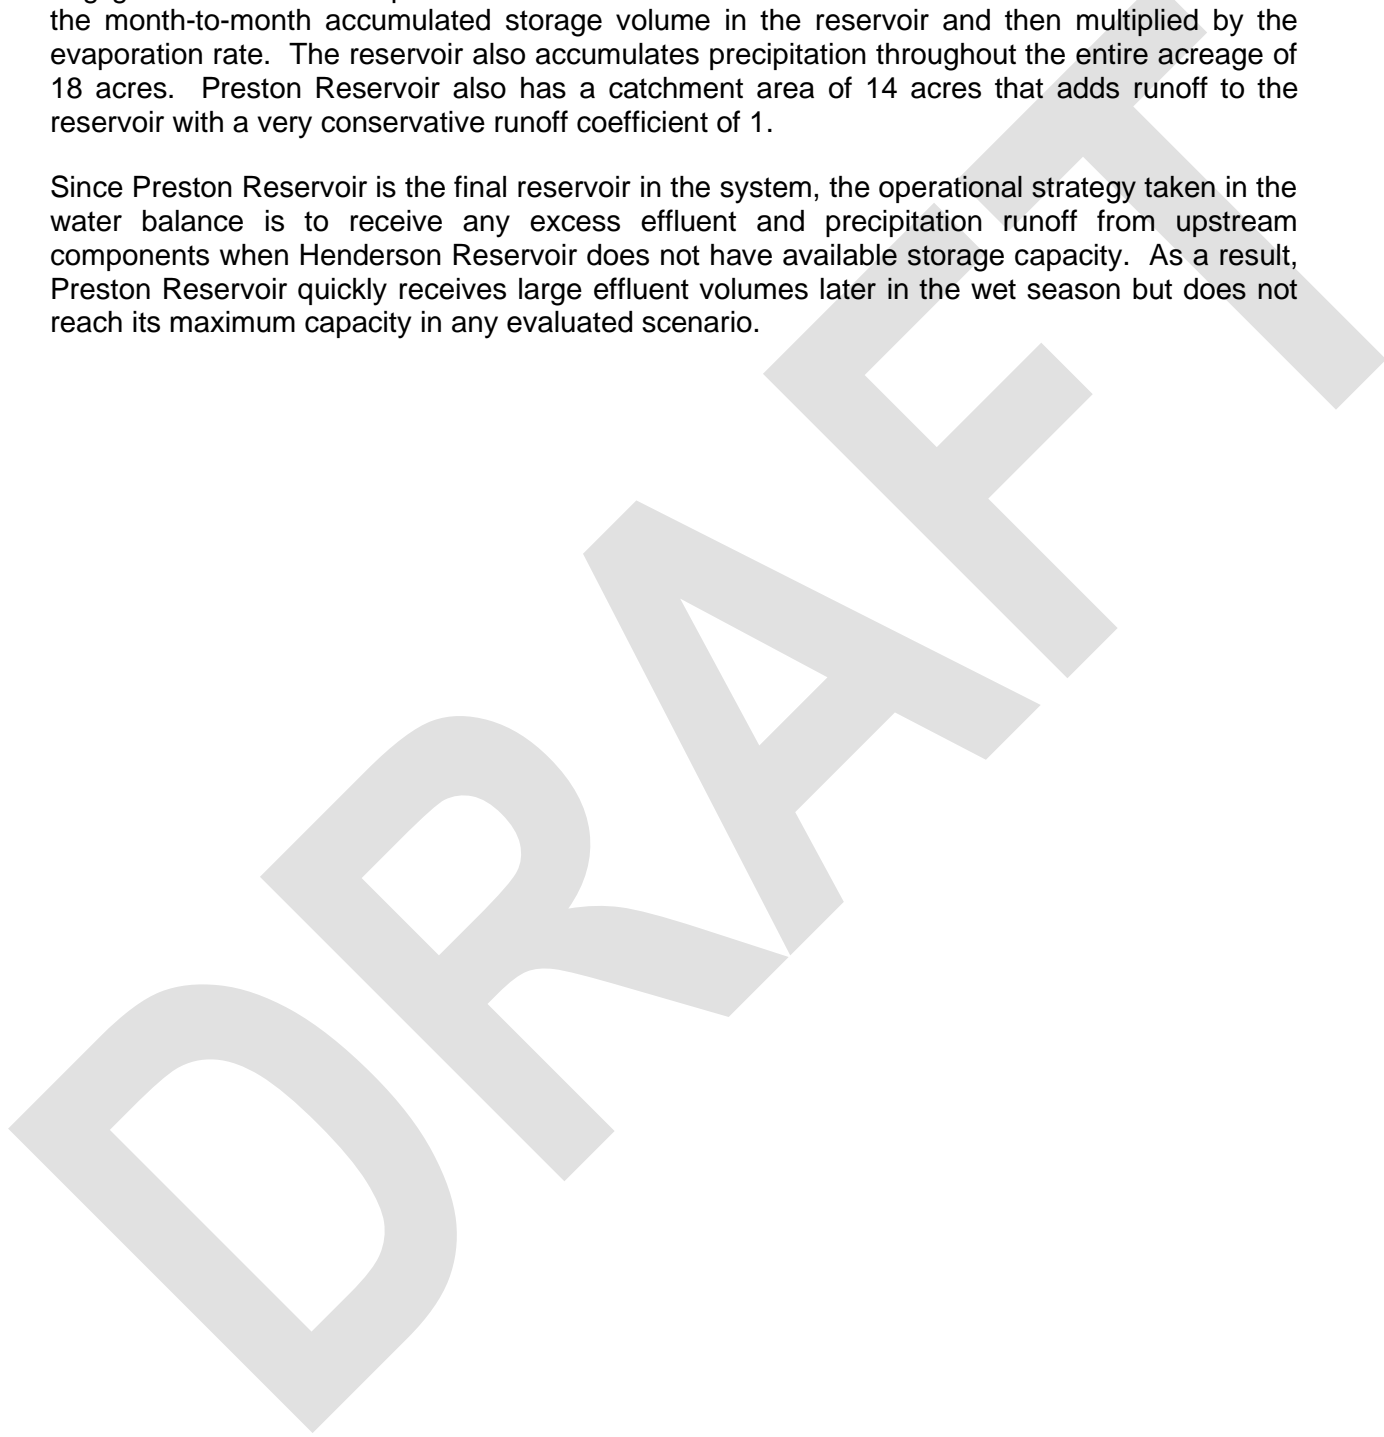 the month-to-month accumulated storage volume in the reservoir and then multiplied by the
evaporation rate. The reservoir also accumulates precipitation throughout the entire acreage of
18 acres. Preston Reservoir also has a catchment area of 14 acres that adds runoff to the
reservoir with a very conservative runoff coefficient of 1.
Since Preston Reservoir is the final reservoir in the system, the operational strategy taken in the
water balance is to receive any excess effluent and precipitation runoff from upstream
components when Henderson Reservoir does not have available storage capacity. As a result,
Preston Reservoir quickly receives large effluent volumes later in the wet season but does not
reach its maximum capacity in any evaluated scenario.
DRAFT